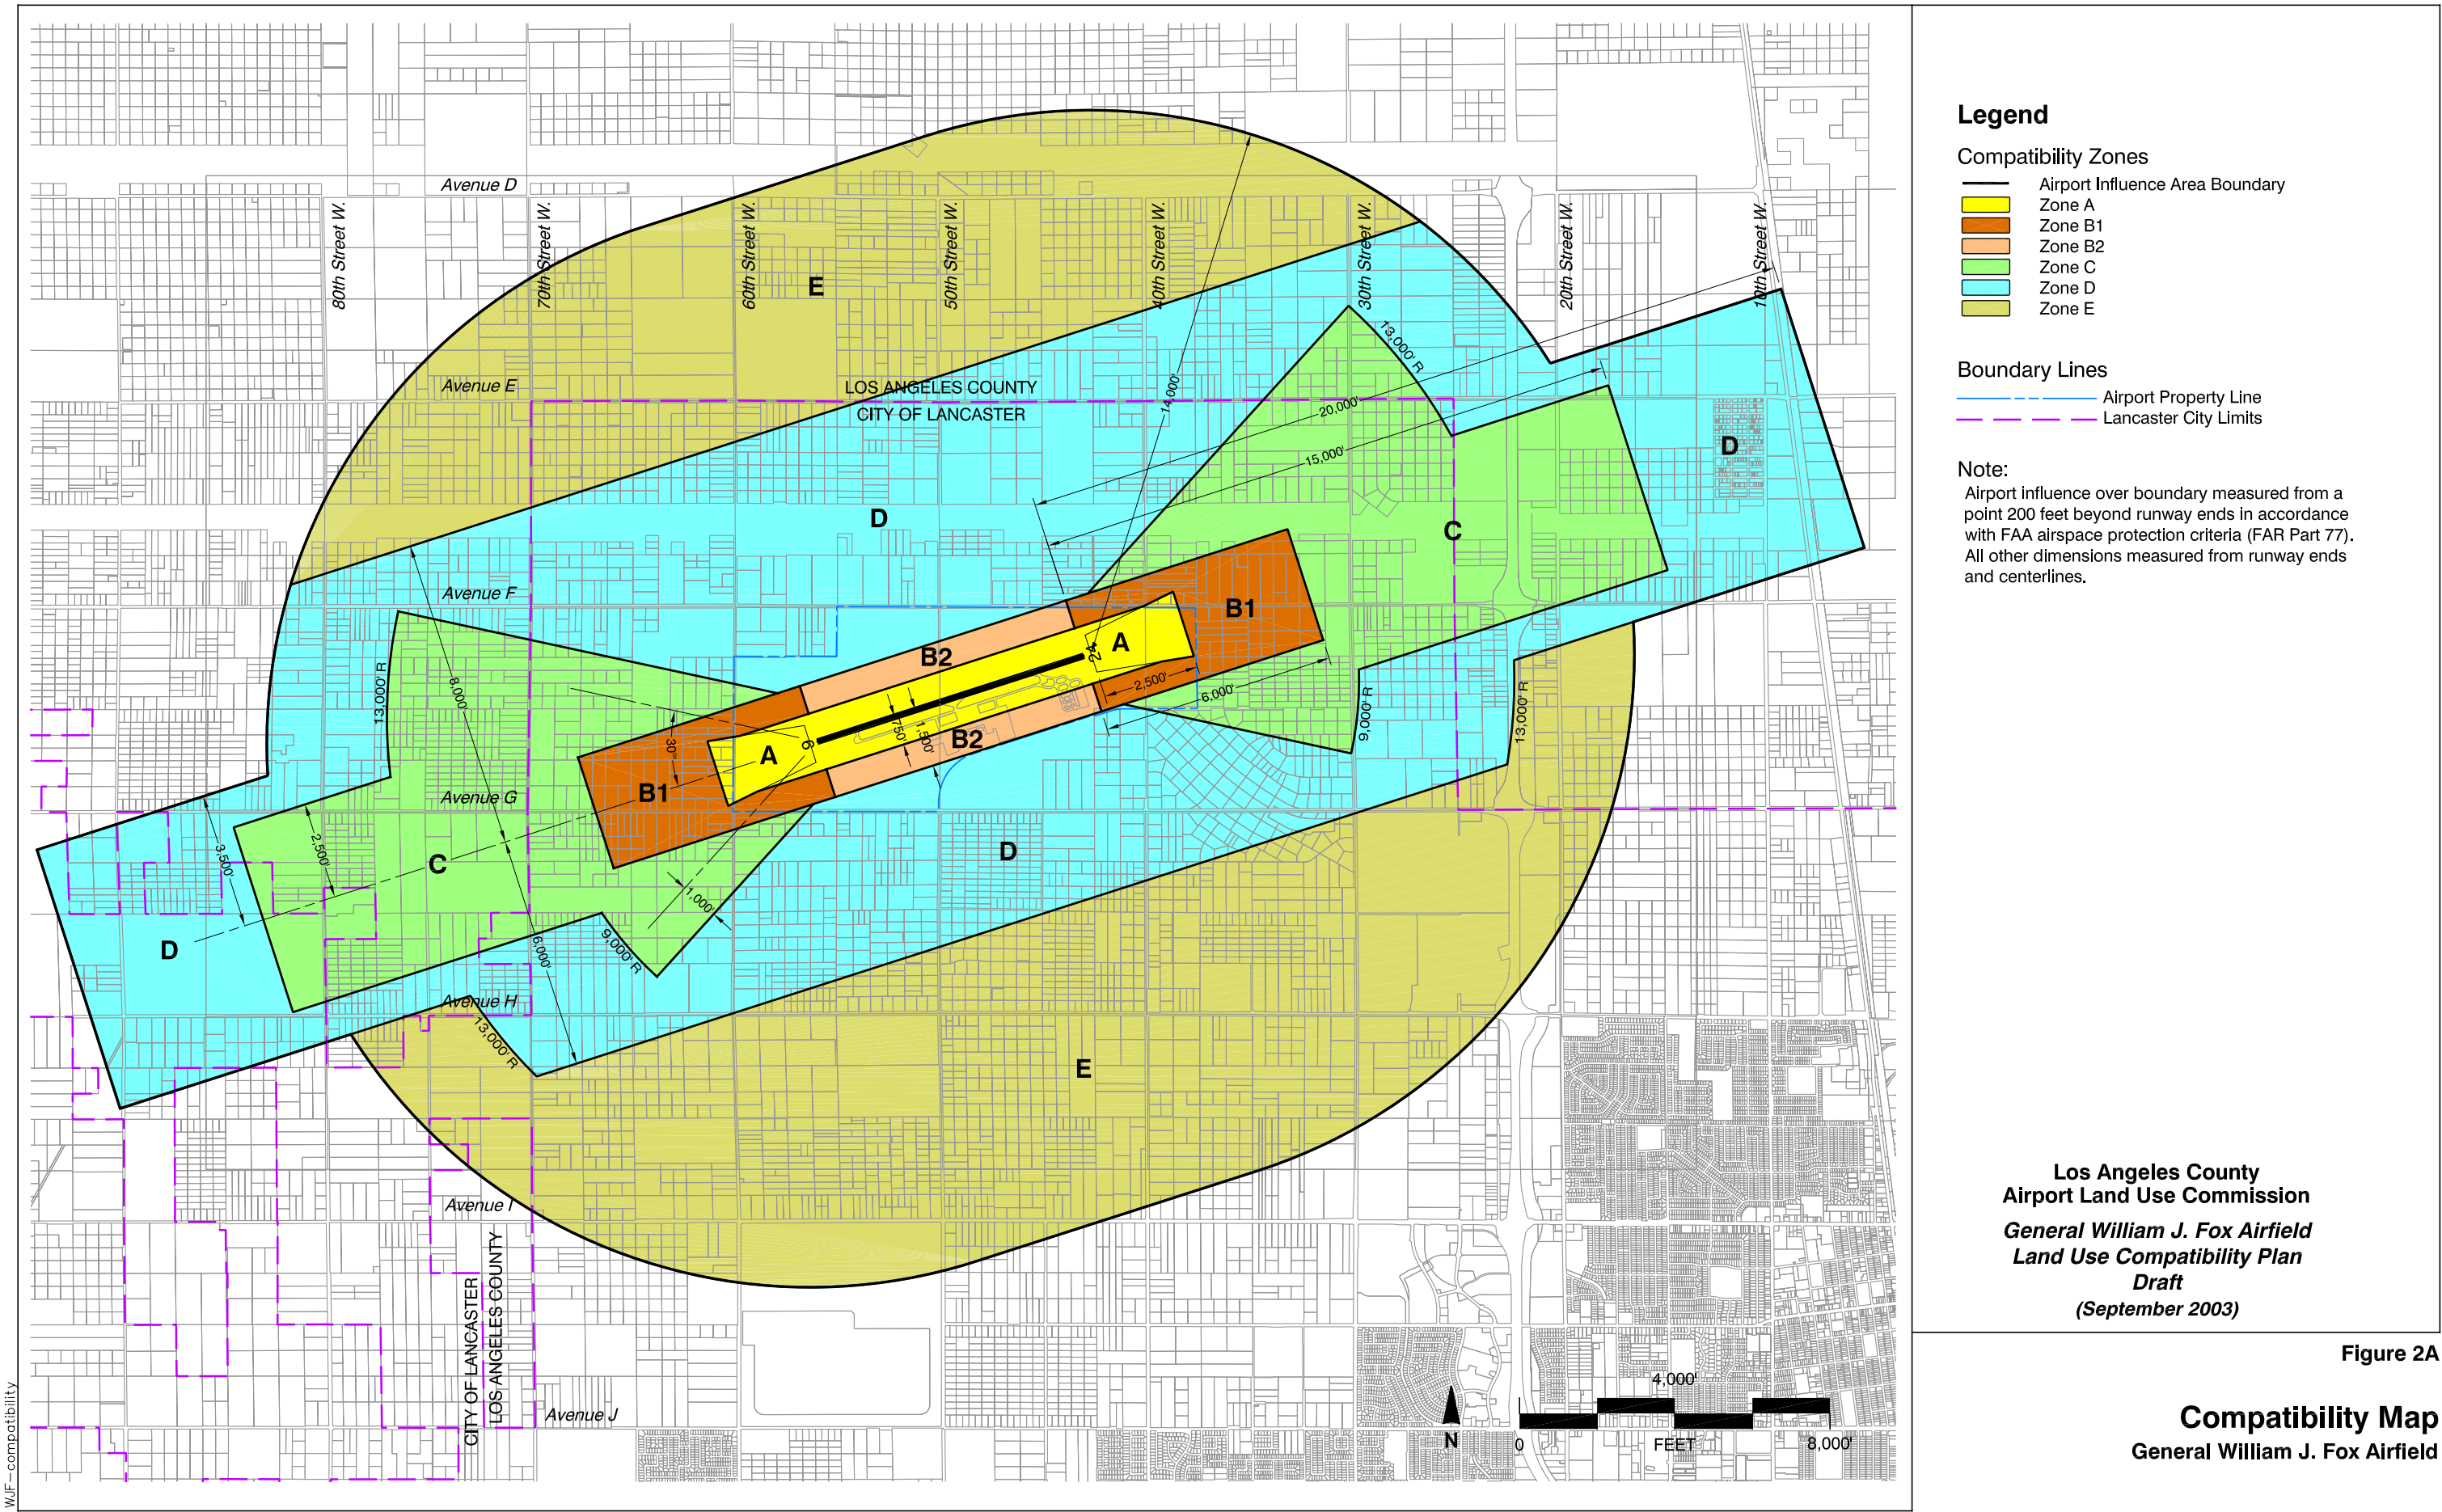 Avenue D
80th Street W.
70th Street W.
60th Street W.
50th Street W.
40th Street W.
30th Street W.
20th Street W.
10th Street W.
E
13,000' R
Avenue E
LOS ANGELES COUNTY
CITY OF LANCASTER
14,000'
20,000'
15,000'
D
D
C
Avenue F
B1
A
24
B2
13,000' R
8,000'
2,500'
6,000'
9,000' R
13,000' R
30°
750'
1,500'
B2
6
A
B1
Avenue G
3,500'
2,500'
C
D
1,000'
D
6,000'
9,000' R
Avenue H
13,000' R
E
Avenue I
CITY OF LANCASTER
LOS ANGELES COUNTY
Avenue J
N
4,000'
0
FEET
8,000'
WJF-compatibility
Legend
Compatibility Zones
Airport Influence Area Boundary
Zone A
Zone B1
Zone B2
Zone C
Zone D
Zone E
Boundary Lines
Airport Property Line
Lancaster City Limits
Note:
Airport influence over boundary measured from a
point 200 feet beyond runway ends in accordance
with FAA airspace protection criteria (FAR Part 77).
All other dimensions measured from runway ends
and centerlines.
Los Angeles County
Airport Land Use Commission
General William J. Fox Airfield
Land Use Compatibility Plan
Draft
(September 2003)
Figure 2A
Compatibility Map
General William J. Fox Airfield